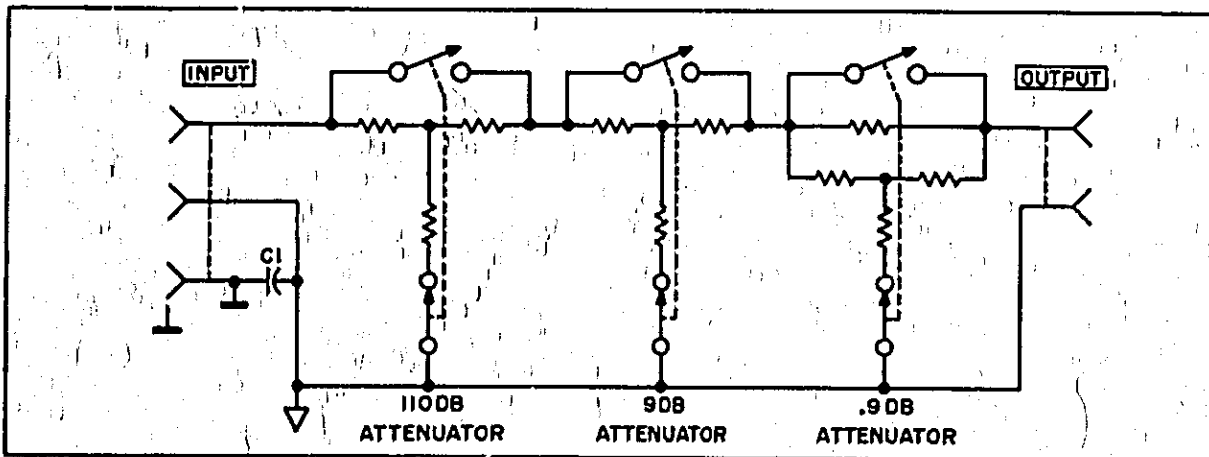 INPUT
OUTPUT
C1
110DB
ATTENUATOR
9DB
ATTENUATOR
.9DB
ATTENUATOR